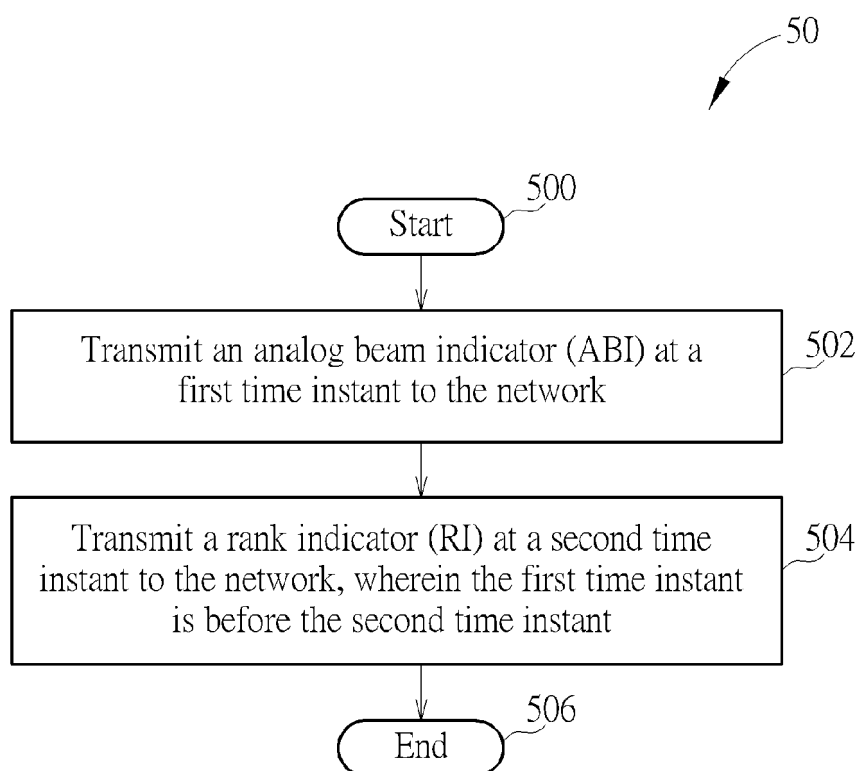 50
500
Start
Transmit an analog beam indicator (ABI) at a
first time instant to the network
502
Transmit a rank indicator (RI) at a second time
instant to the network, wherein the first time instant
is before the second time instant
504
506
End